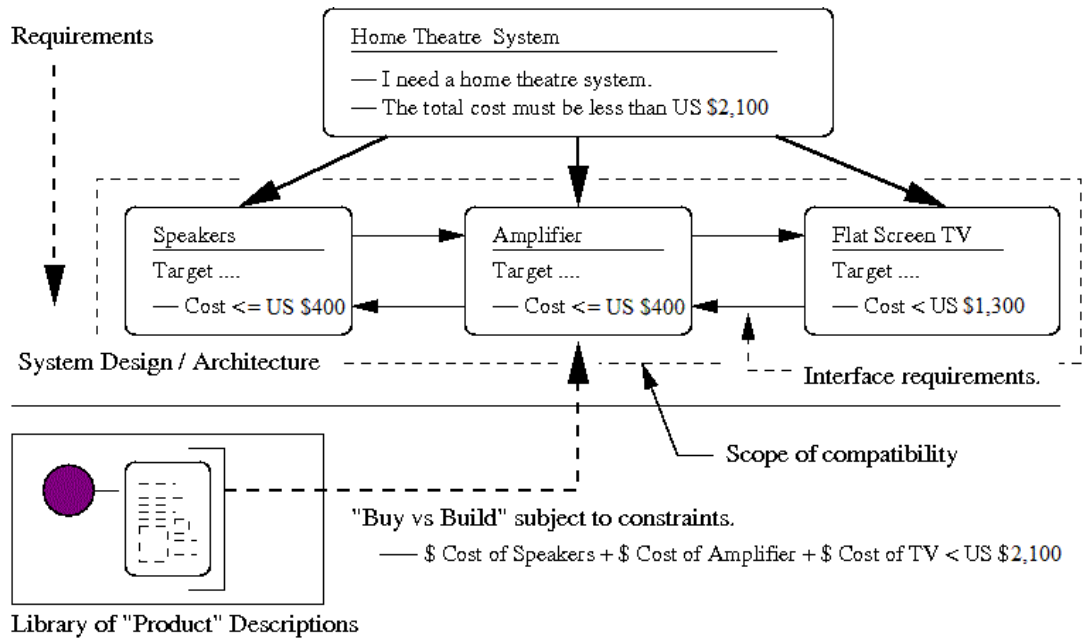 Requirements
Home Theatre System
— I need a home theatre system.
— The total cost must be less than US $2,100
Speakers
Target ....
— Cost <= US $400
Amplifier
Target ....
— Cost <= US $400
Flat Screen TV
Target ....
— Cost < US $1,300
System Design / Architecture
Interface requirements.
Scope of compatibility
"Buy vs Build" subject to constraints.
— $ Cost of Speakers + $ Cost of Amplifier + $ Cost of TV < US $2,100
Library of "Product" Descriptions